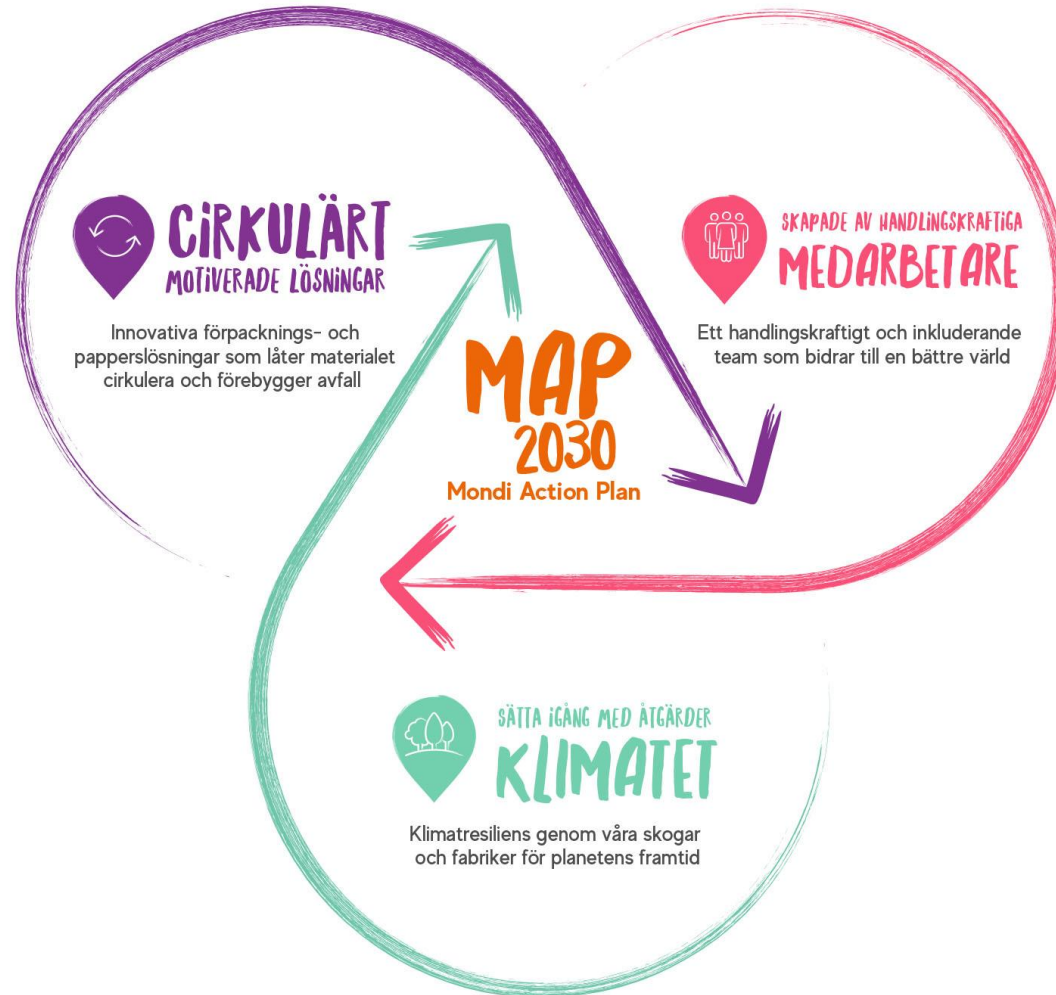 CIRKULÄRT
MOTIVERADE LÖSNINGAR
Innovativa förpacknings- och
papperslösningar som låter materialet
cirkulera och förebygger avfall
SKAPADE AV HANDLINGSKRAFTIGA
MEDARBETARE
Ett handlingskraftigt och inkluderande
team som bidrar till en bättre värld
MAP
2030
Mondi Action Plan
SÄTTA IGÅNG MED ÅTGÄRDER
KLIMATET
Klimatresiliens genom våra skogar
och fabriker för planetens framtid